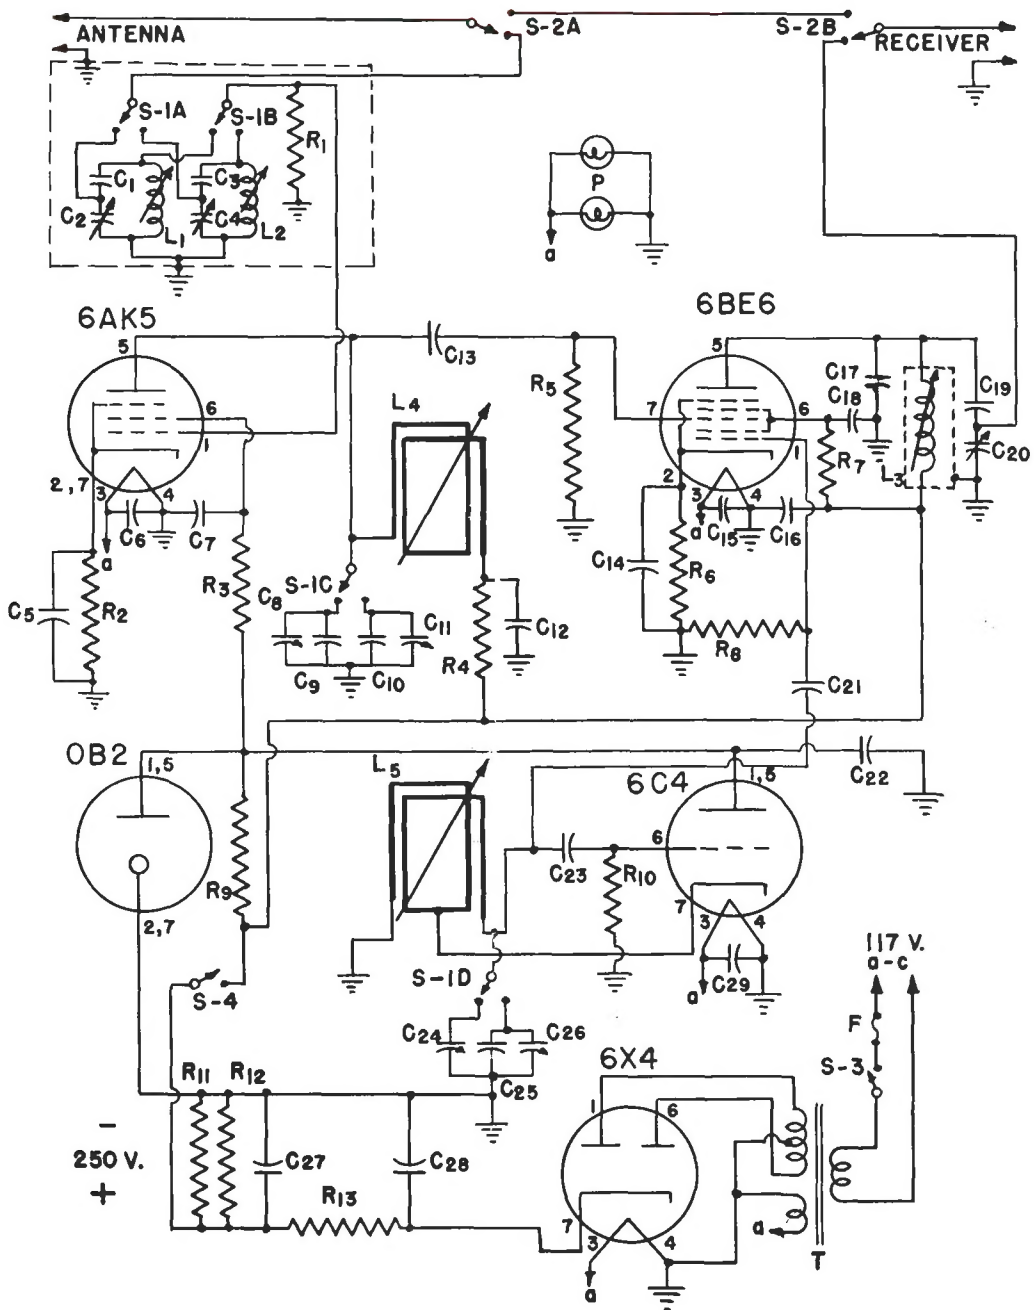 ANTENNA
S-2A
S-2B
RECEIVER
S-1A
S-1B
R1
C1
C3
C2
C4
L1
L2
P
a
6AK5
6BE6
5
C13
5
C17
C18
C19
R5
6
7
6
L4
1
1
R7
L3
C20
2,7
3
4
2
3
4
C6
C7
a
C15
C16
a
C14
R6
R3
S-1C
C8
C11
C5
R2
C12
R4
R8
C9
C10
C21
OB2
1,5
L5
6C4
1,5
C22
6
C23
R10
R9
7
3
4
2,7
117 V.
a-c
S-1D
C29
a
S-4
F
C24
C26
6X4
S-3
R11
R12
C25
1
6
-
250 V.
+
C27
C28
R13
7
3
4
a
a
T